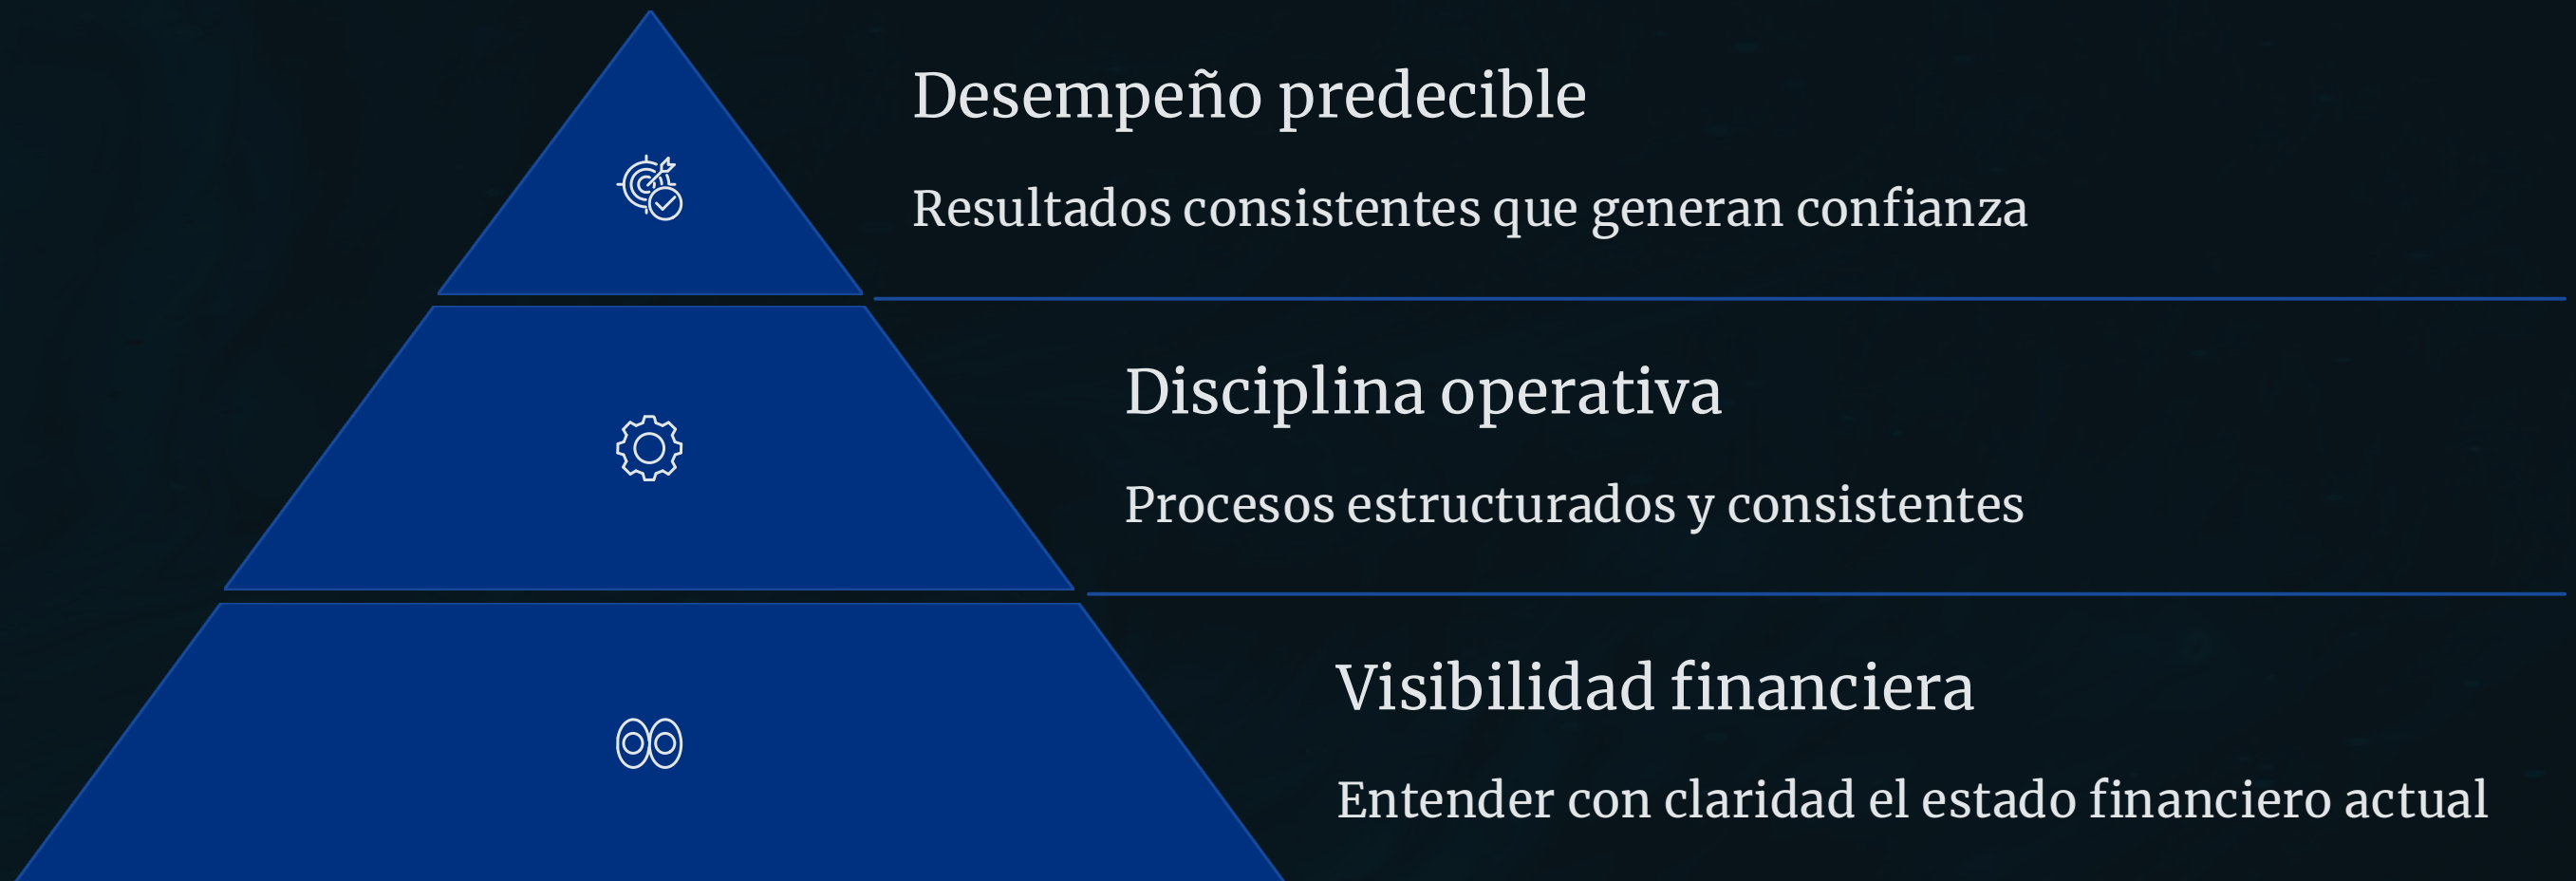 Desempeño predecible
Resultados consistentes que generan confianza
Disciplina operativa
Procesos estructurados y consistentes
Visibilidad financiera
Entender con claridad el estado financiero actual